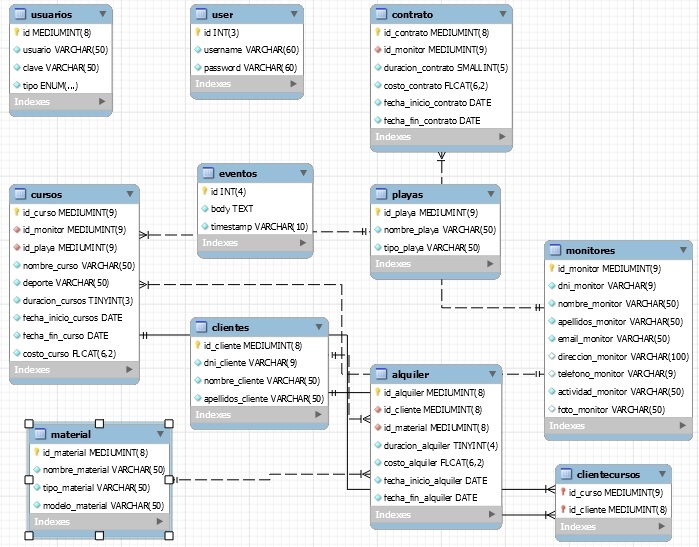 usuarios
id MEDIUMINT(8)
usuario VARCHAR(50)
clave VARCHAR(50)
tipo ENUM(...)
Indexes
user
id INT(3)
username VARCHAR(60)
password VARCHAR(60)
Indexes
contrato
id_contrato MEDIUMINT(8)
id_monitor MEDIUMINT(9)
duracion_contrato SMALLINT(5)
costo_contrato FLCAT(6,2)
fecha_inicio_contrato DATE
fecha_fin_contrato DATE
Indexes
eventos
id INT(4)
body TEXT
timestamp VARCHAR(10)
Indexes
cursos
id_curso MEDIUMINT(9)
id_monitor MEDIUMINT(9)
id_playa MEDIUMINT(9)
nombre_curso VARCHAR(50)
deporte VARCHAR(50)
duracion_cursos TINYINT(3)
fecha_inicio_cursos DATE
fecha_fin_curso DATE
costo_curso FLCAT(6,2)
Indexes
playas
id_playa MEDIUMINT(9)
nombre_playa VARCHAR(50)
tipo_playa VARCHAR(50)
Indexes
monitores
id_monitor MEDIUMINT(9)
dni_monitor VARCHAR(9)
nombre_monitor VARCHAR(50)
apellidos_monitor VARCHAR(50)
email_monitor VARCHAR(50)
direccion_monitor VARCHAR(100)
telefono_monitor VARCHAR(9)
actividad_monitor VARCHAR(50)
foto_monitor VARCHAR(50)
Indexes
clientes
id_cliente MEDIUMINT(8)
dni_cliente VARCHAR(9)
nombre_cliente VARCHAR(50)
apellidos_cliente VARCHAR(50)
Indexes
alquiler
id_alquiler MEDIUMINT(8)
id_cliente MEDIUMINT(8)
id_material MEDIUMINT(8)
duracion_alquiler TINYINT(4)
costo_alquiler FLCAT(6,2)
fecha_inicio_alquiler DATE
fecha_fin_alquiler DATE
Indexes
material
id_material MEDIUMINT(8)
nombre_material VARCHAR(50)
tipo_material VARCHAR(50)
modelo_material VARCHAR(50)
Indexes
clientecursos
id_curso MEDIUMINT(9)
id_cliente MEDIUMINT(8)
Indexes